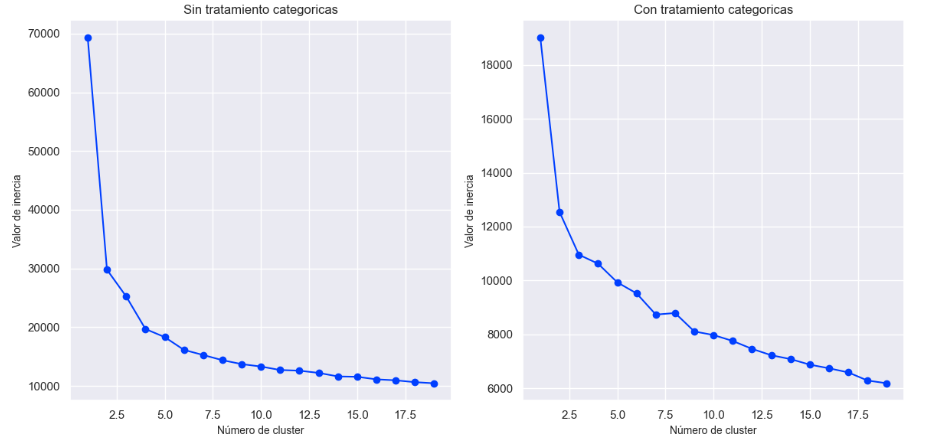 Sin tratamiento categoricas
Con tratamiento categoricas
Valor de inercia
70000
60000
50000
40000
30000
20000
10000
2.5 5.0 7.5 10.0 12.5 15.0 17.5
Número de cluster
Valor de inercia
18000
16000
14000
12000
10000
8000
6000
2.5 5.0 7.5 10.0 12.5 15.0 17.5
Número de cluster